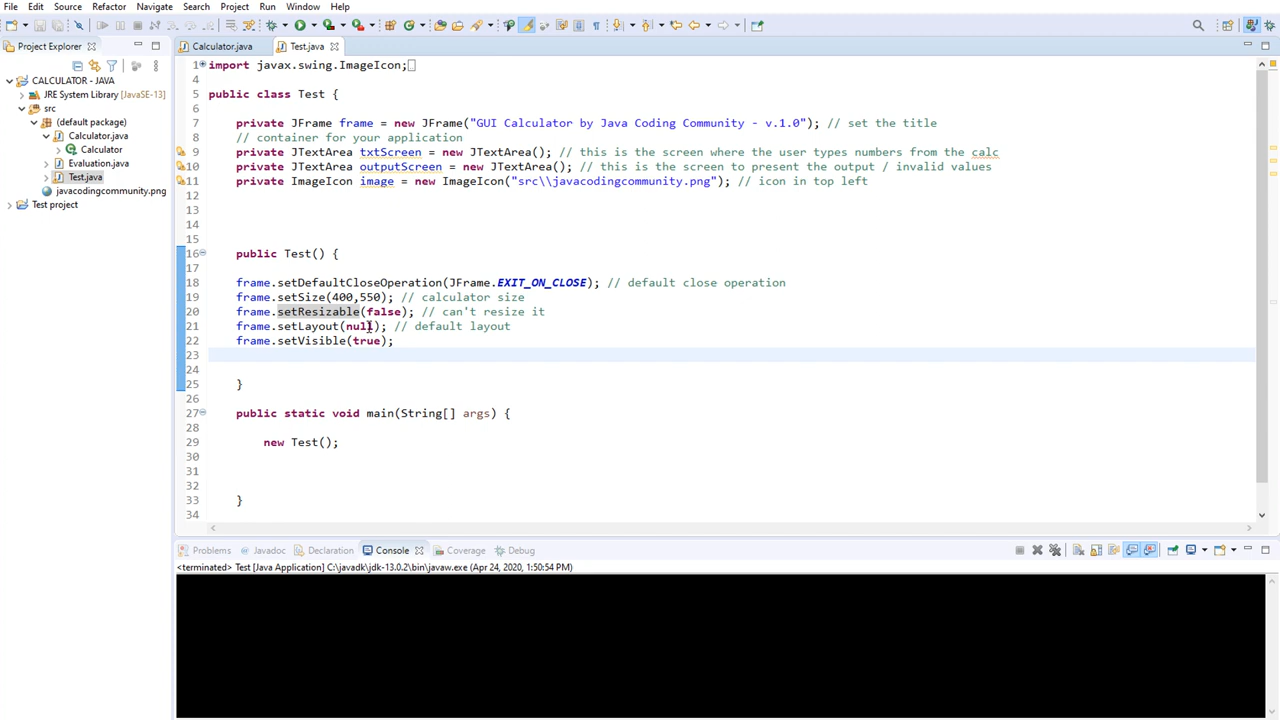 File Edit Source Refactor Navigate Search Project Run Window Help
Project Explorer
Calculator.java
Test.java
CALCULATOR - JAVA
JRE System Library [JavaSE-13]
src
(default package)
Calculator.java
Calculator
Evaluation.java
Test.java
javacodingcommunity.png
Test project
1 import javax.swing.ImageIcon;
4
5 public class Test {
6
7 private JFrame frame = new JFrame("GUI Calculator by Java Coding Community - v.1.0"); // set the title
8 // container for your application
9 private JTextArea txtScreen = new JTextArea(); // this is the screen where the user types numbers from the calc
10 private JTextArea outputScreen = new JTextArea(); // this is the screen to present the output / invalid values
11 private ImageIcon image = new ImageIcon("src\\javacodingcommunity.png"); // icon in top left
12
13
14
15
16 public Test() {
17
18 frame.setDefaultCloseOperation(JFrame.EXIT_ON_CLOSE); // default close operation
19 frame.setSize(400,550); // calculator size
20 frame.setResizable(false); // can't resize it
21 frame.setLayout(null); // default layout
22 frame.setVisible(true);
23
24
25 }
26
27 public static void main(String[] args) {
28
29 new Test();
30
31
32
33 }
34
Problems Javadoc Declaration Console Coverage Debug
<terminated> Test [Java Application] C:\javadk\jdk-13.0.2\bin\javaw.exe (Apr 24, 2020, 1:50:54 PM)